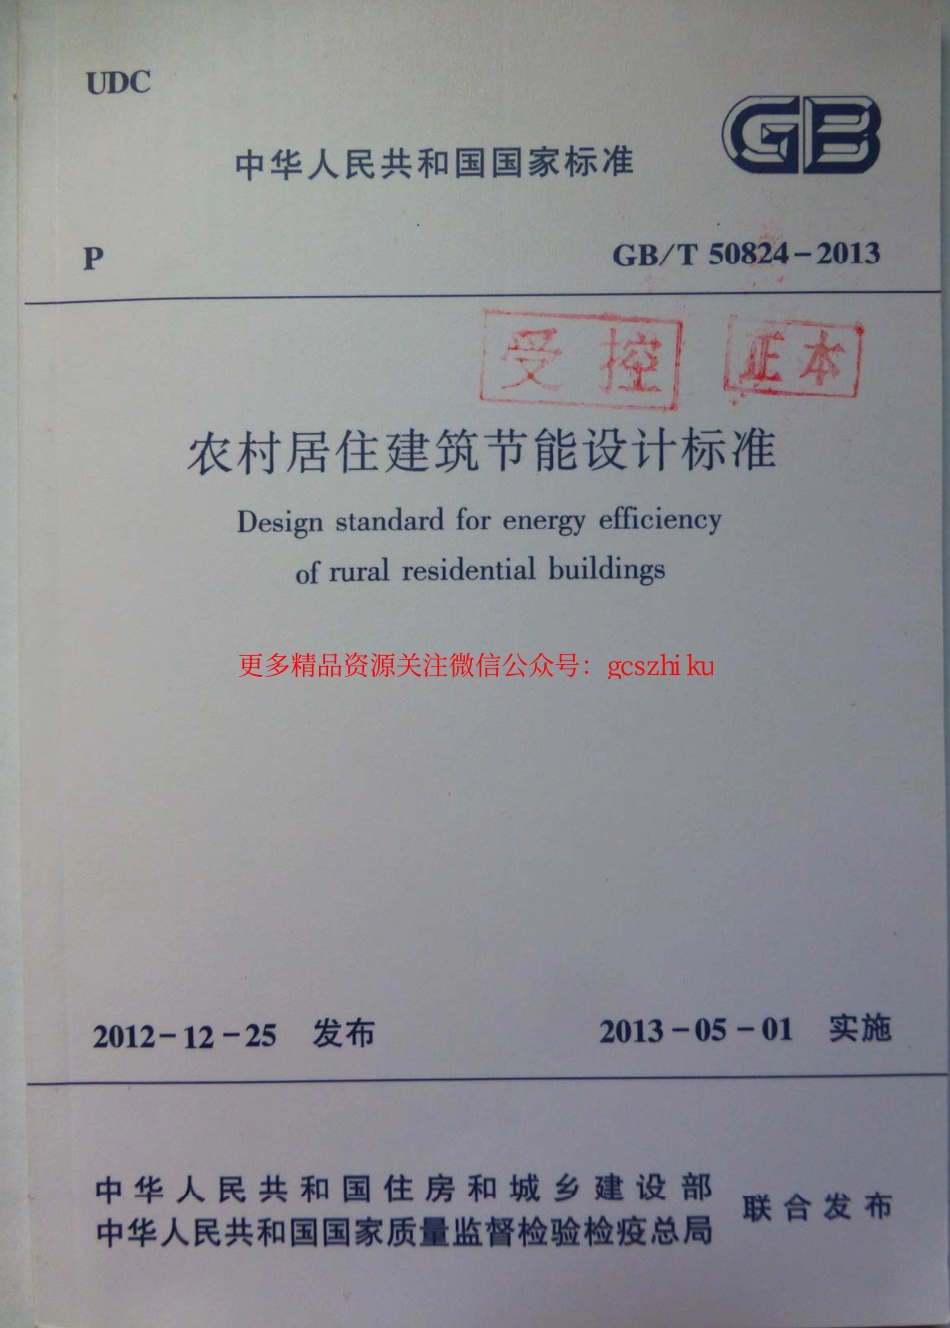 UDC
GB
中华人民共和国国家标准
P
GB/T 50824－2013
受 控
正本
农村居住建筑节能设计标准
Design standard for energy efficiency
of rural residential buildings
更多精品资源关注微信公众号：gcszhiku
2012－12－25 发布
2013－05－01 实施
中华人民共和国住房和城乡建设部
中华人民共和国国家质量监督检验检疫总局
联合发布